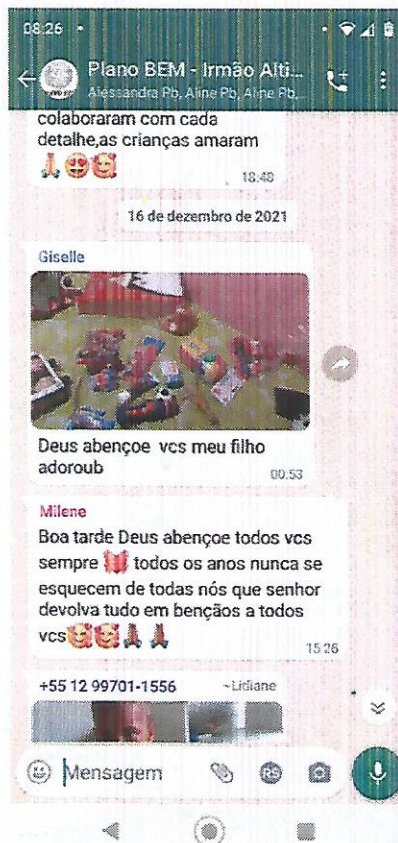 08:26
Plano BEM - Irmão Alti...
Alessandra Pb, Aline Pb, Aline Pb,...
colaboraram com cada
detalhe,as crianças amaram
18:48
16 de dezembro de 2021
Giselle
Deus abençoe vcs meu filho
adoroub
00:53
Milene
Boa tarde Deus abençoe todos vcs
sempre todos os anos nunca se
esquecem de todas nós que senhor
devolva tudo em bençãos a todos
vcs
15:26
+55 12 99701-1556 ~Lidiane
Mensagem